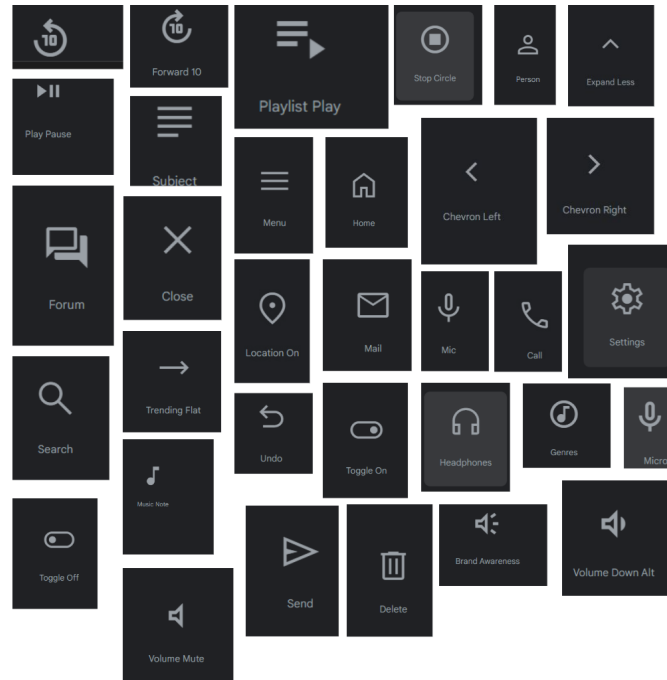 10
10
Forward 10
Playlist Play
Stop Circle
Person
Expand Less
Play Pause
Subject
Menu
Home
Chevron Left
Chevron Right
Forum
Close
Location On
Mail
Mic
Call
Settings
Search
Trending Flat
Undo
Toggle On
Headphones
Genres
Micro
Music Note
Toggle Off
Send
Delete
Brand Awareness
Volume Down Alt
Volume Mute